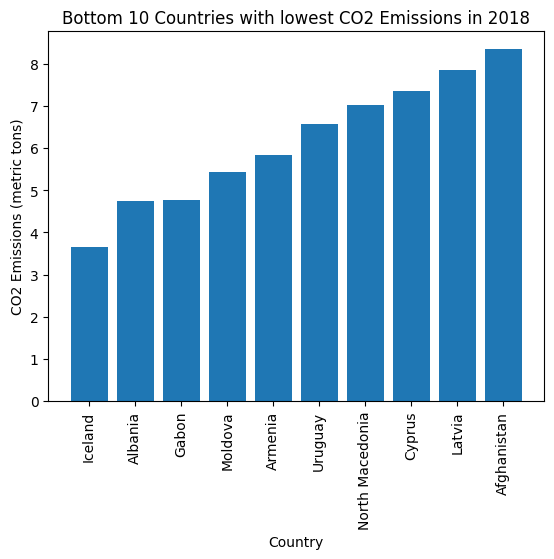 Bottom 10 Countries with lowest CO2 Emissions in 2018
CO2 Emissions (metric tons)
8
7
6
5
4
3
2
1
0
Iceland
Albania
Gabon
Moldova
Armenia
Uruguay
North Macedonia
Cyprus
Latvia
Afghanistan
Country